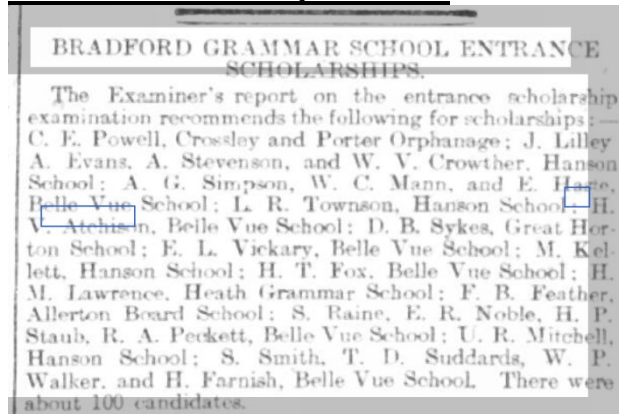 BRADFORD GRAMMAR SCHOOL ENTRANCE
SCHOLARSHIPS.
The Examiner's report on the entrance scholarship
examination recommends the following for scholarships:—
C. E. Powell, Crossley and Porter Orphanage; J. Lilley
A. Evans, A. Stevenson, and W. V. Crowther, Hanson
School; A. G. Simpson, W. C. Mann, and E.
Belle Vue School; L. R. Townson, Hanson School; H.
V. Atchison, Belle Vue School; D. B. Sykes, Great Hor-
ton School; E. L. Vickary, Belle Vue School; M. Kel-
lett, Hanson School; H. T. Fox, Belle Vue School; H.
M. Lawrence, Heath Grammar School; F. B. Feather,
Allerton Board School; S. Raine, E. R. Noble, H. P.
Staub, R. A. Peckett, Belle Vue School; U. R. Mitchell,
Hanson School; S. Smith, T. D. Suddards, W. P.
Walker, and H. Farnish, Belle Vue School. There were
about 100 candidates.